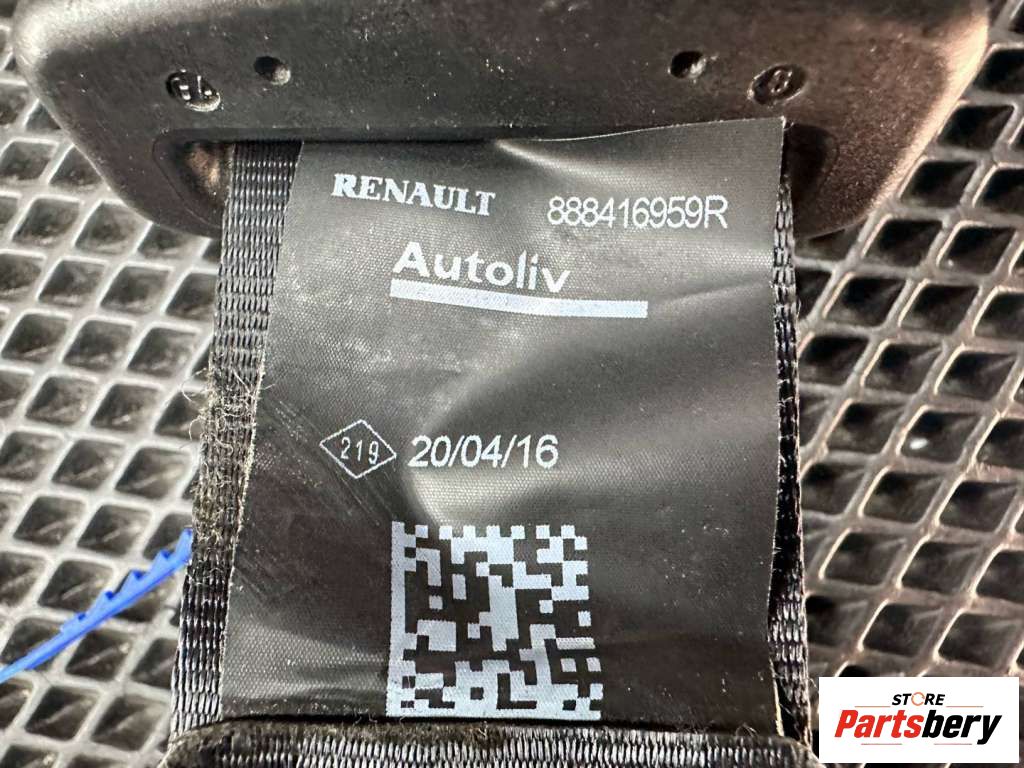 RENAULT 888416959R
Autoliv
219 20/04/16
STORE
Partsbery